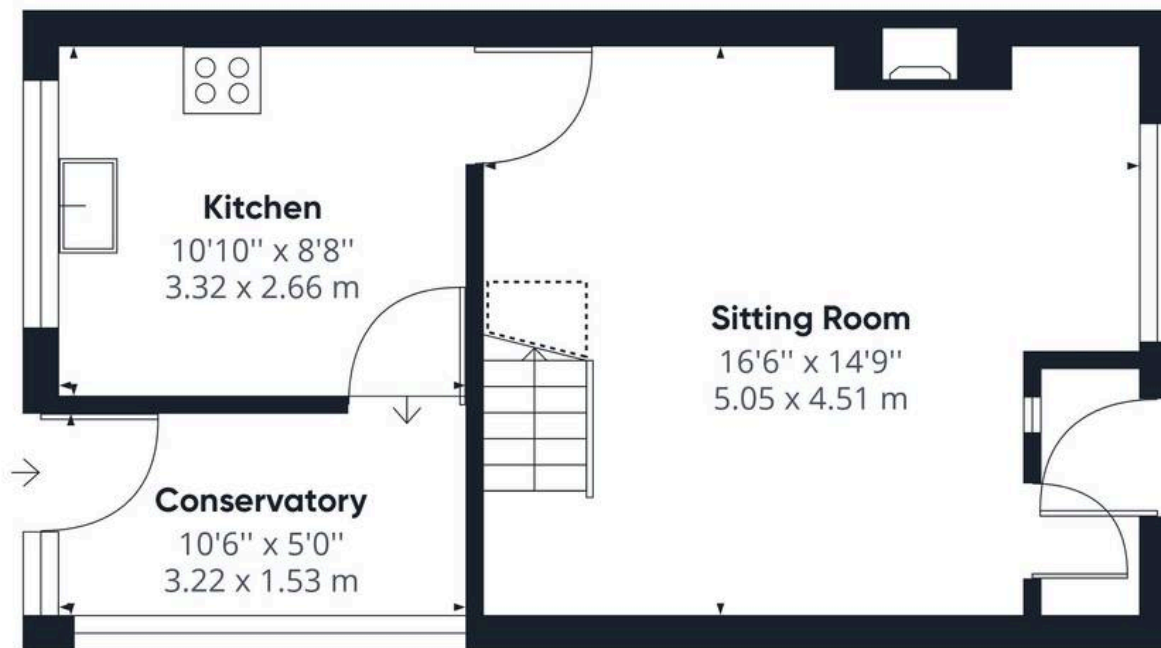 Kitchen
10'10'' x 8'8''
3.32 x 2.66 m
Sitting Room
16'6'' x 14'9''
5.05 x 4.51 m
Conservatory
10'6'' x 5'0''
3.22 x 1.53 m